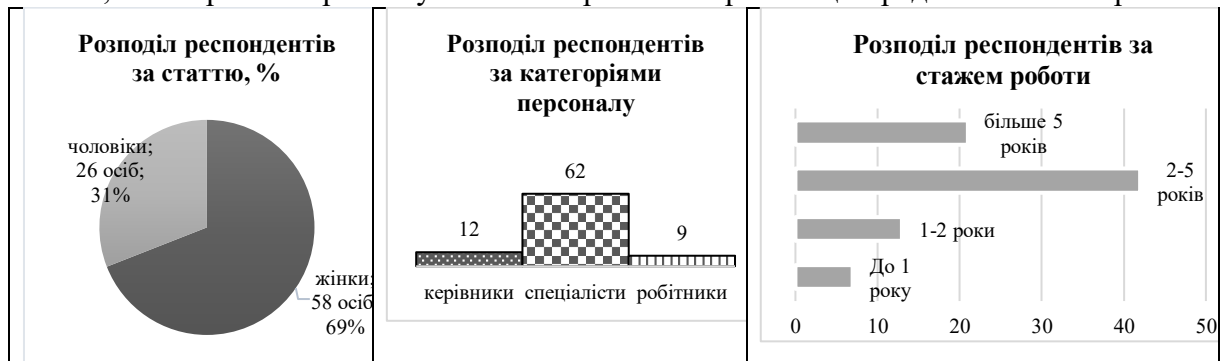 Розподіл респондентів
за статтю, %
чоловіки;
26 осіб;
31%
жінки;
58 осіб
69%
Розподіл респондентів
за категоріями
персоналу
12
62
9
керівники спеціалісти робітники
Розподіл респондентів за
стажем роботи
більше 5
років
2-5
років
1-2 роки
До 1
року
0 10 20 30 40 50